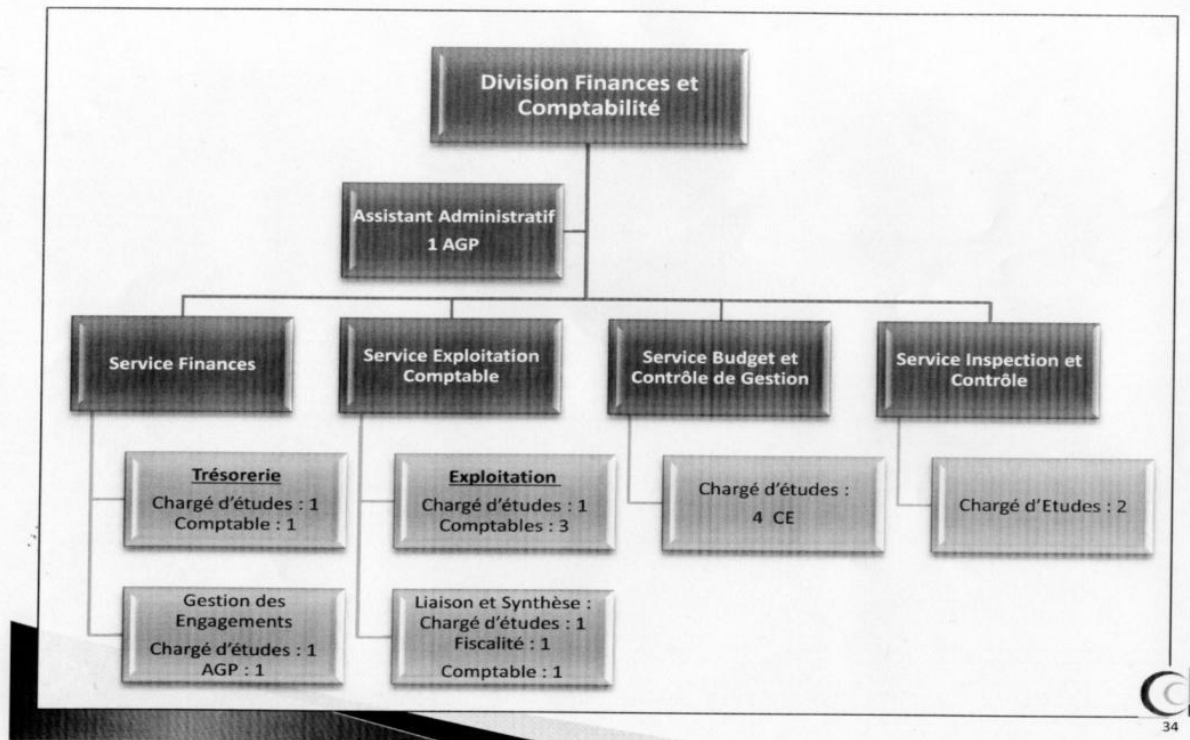 Division Finances et
Comptabilité
Assistant Administratif
1 AGP
Service Finances
Service Exploitation
Comptable
Service Budget et
Contrôle de Gestion
Service Inspection et
Contrôle
Trésorerie
Chargé d'études : 1
Comptable : 1
Exploitation
Chargé d'études : 1
Comptables : 3
Chargé d'études :
4 CE
Chargé d'Etudes : 2
Gestion des
Engagements
Chargé d'études : 1
AGP : 1
Liaison et Synthèse :
Chargé d'études : 1
Fiscalité : 1
Comptable : 1
34